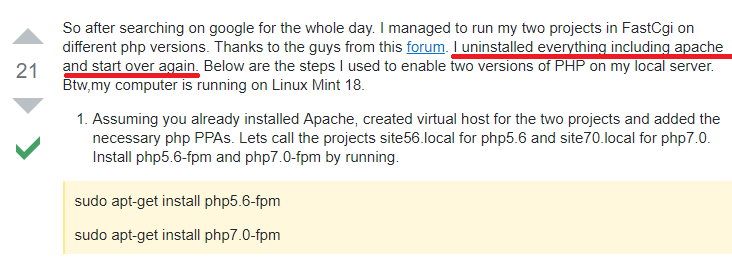 So after searching on google for the whole day. I managed to run my two projects in FastCgi on
different php versions. Thanks to the guys from this forum. I uninstalled everything including apache
21
and start over again. Below are the steps I used to enable two versions of PHP on my local server.
Btw,my computer is running on Linux Mint 18.
1. Assuming you already installed Apache, created virtual host for the two projects and added the
necessary php PPAs. Lets call the projects site56.local for php5.6 and site70.local for php7.0.
Install php5.6-fpm and php7.0-fpm by running.
sudo apt-get install php5.6-fpm
sudo apt-get install php7.0-fpm